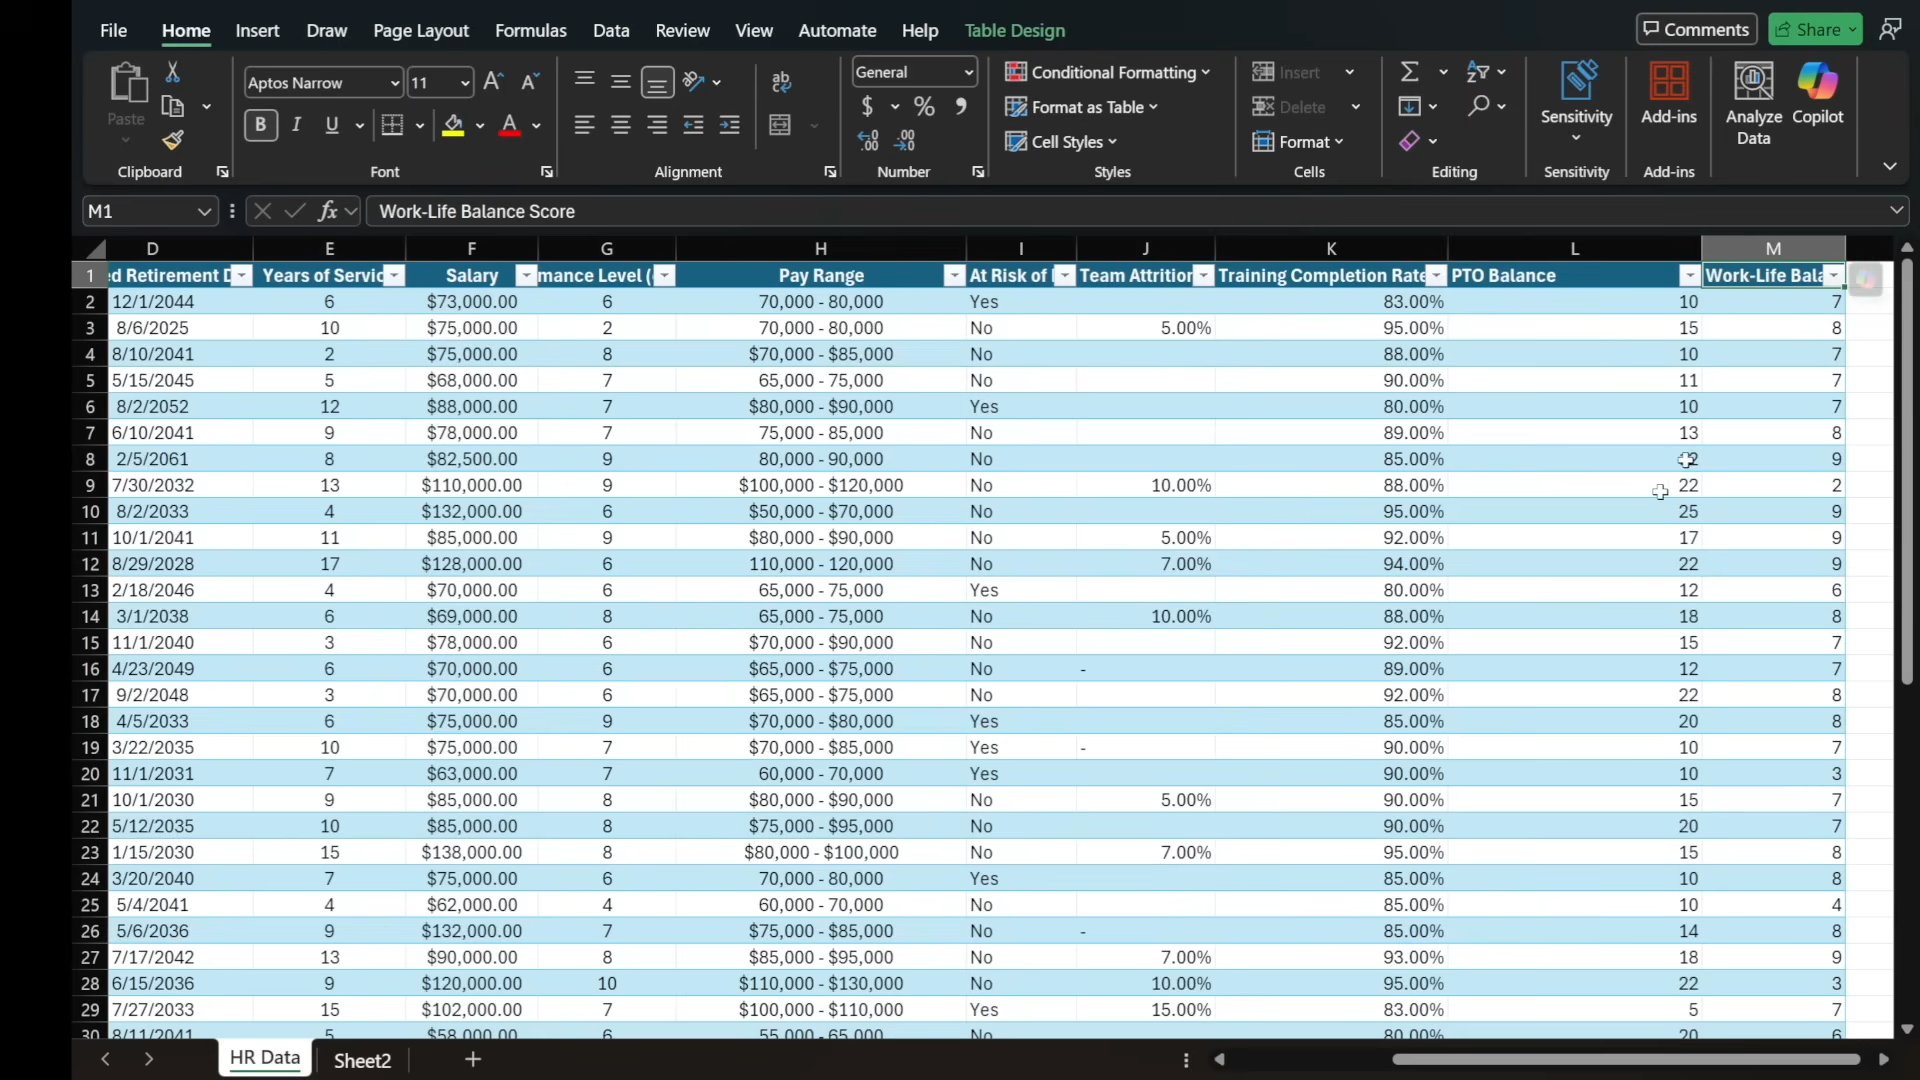 File Home Insert Draw Page Layout Formulas Data Review View Automate Help Table Design Comments Share
Paste Aptos Narrow 11 General Conditional Formatting Format as Table Cell Styles Insert Delete Format Sensitivity Add-ins Analyze Data Copilot
Clipboard Font Alignment Number Styles Cells Editing Sensitivity Add-ins
M1 fx Work-Life Balance Score
D E F G H I J K L M
1 ed Retirement D Years of Servic Salary mance Level ( Pay Range At Risk of Team Attrition Training Completion Rate PTO Balance Work-Life Bala
2 12/1/2044 6 $73,000.00 6 70,000 - 80,000 Yes 83.00% 10 7
3 8/6/2025 10 $75,000.00 2 70,000 - 80,000 No 5.00% 95.00% 15 8
4 8/10/2041 2 $75,000.00 8 $70,000 - $85,000 No 88.00% 10 7
5 5/15/2045 5 $68,000.00 7 65,000 - 75,000 No 90.00% 11 7
6 8/2/2052 12 $88,000.00 7 $80,000 - $90,000 Yes 80.00% 10 7
7 6/10/2041 9 $78,000.00 7 75,000 - 85,000 No 89.00% 13 8
8 2/5/2061 8 $82,500.00 9 80,000 - 90,000 No 85.00% 9
9 7/30/2032 13 $110,000.00 9 $100,000 - $120,000 No 10.00% 88.00% 22 2
10 8/2/2033 4 $132,000.00 6 $50,000 - $70,000 No 95.00% 25 9
11 10/1/2041 11 $85,000.00 9 $80,000 - $90,000 No 5.00% 92.00% 17 9
12 8/29/2028 17 $128,000.00 6 110,000 - 120,000 No 7.00% 94.00% 22 9
13 2/18/2046 4 $70,000.00 6 65,000 - 75,000 Yes 80.00% 12 6
14 3/1/2038 6 $69,000.00 8 65,000 - 75,000 No 10.00% 88.00% 18 8
15 11/1/2040 3 $78,000.00 6 $70,000 - $90,000 No 92.00% 15 7
16 4/23/2049 6 $70,000.00 6 $65,000 - $75,000 No - 89.00% 12 7
17 9/2/2048 3 $70,000.00 6 $65,000 - $75,000 No 92.00% 22 8
18 4/5/2033 6 $75,000.00 9 $70,000 - $80,000 Yes 85.00% 20 8
19 3/22/2035 10 $75,000.00 7 $70,000 - $85,000 Yes - 90.00% 10 7
20 11/1/2031 7 $63,000.00 7 60,000 - 70,000 Yes 90.00% 10 3
21 10/1/2030 9 $85,000.00 8 $80,000 - $90,000 No 5.00% 90.00% 15 7
22 5/12/2035 10 $85,000.00 8 $75,000 - $95,000 No 90.00% 20 7
23 1/15/2030 15 $138,000.00 8 $80,000 - $100,000 No 7.00% 95.00% 15 8
24 3/20/2040 7 $75,000.00 6 70,000 - 80,000 Yes 85.00% 10 8
25 5/4/2041 4 $62,000.00 4 60,000 - 70,000 No 85.00% 10 4
26 5/6/2036 9 $132,000.00 7 $75,000 - $85,000 No - 85.00% 14 8
27 7/17/2042 13 $90,000.00 8 $85,000 - $95,000 No 7.00% 93.00% 18 9
28 6/15/2036 9 $120,000.00 10 $110,000 - $130,000 No 10.00% 95.00% 22 3
29 7/27/2033 15 $102,000.00 7 $100,000 - $110,000 Yes 15.00% 83.00% 5 7
30 8/11/2041 5 $58,000.00 6 55,000 - 65,000 No 80.00% 20 6
HR Data Sheet2